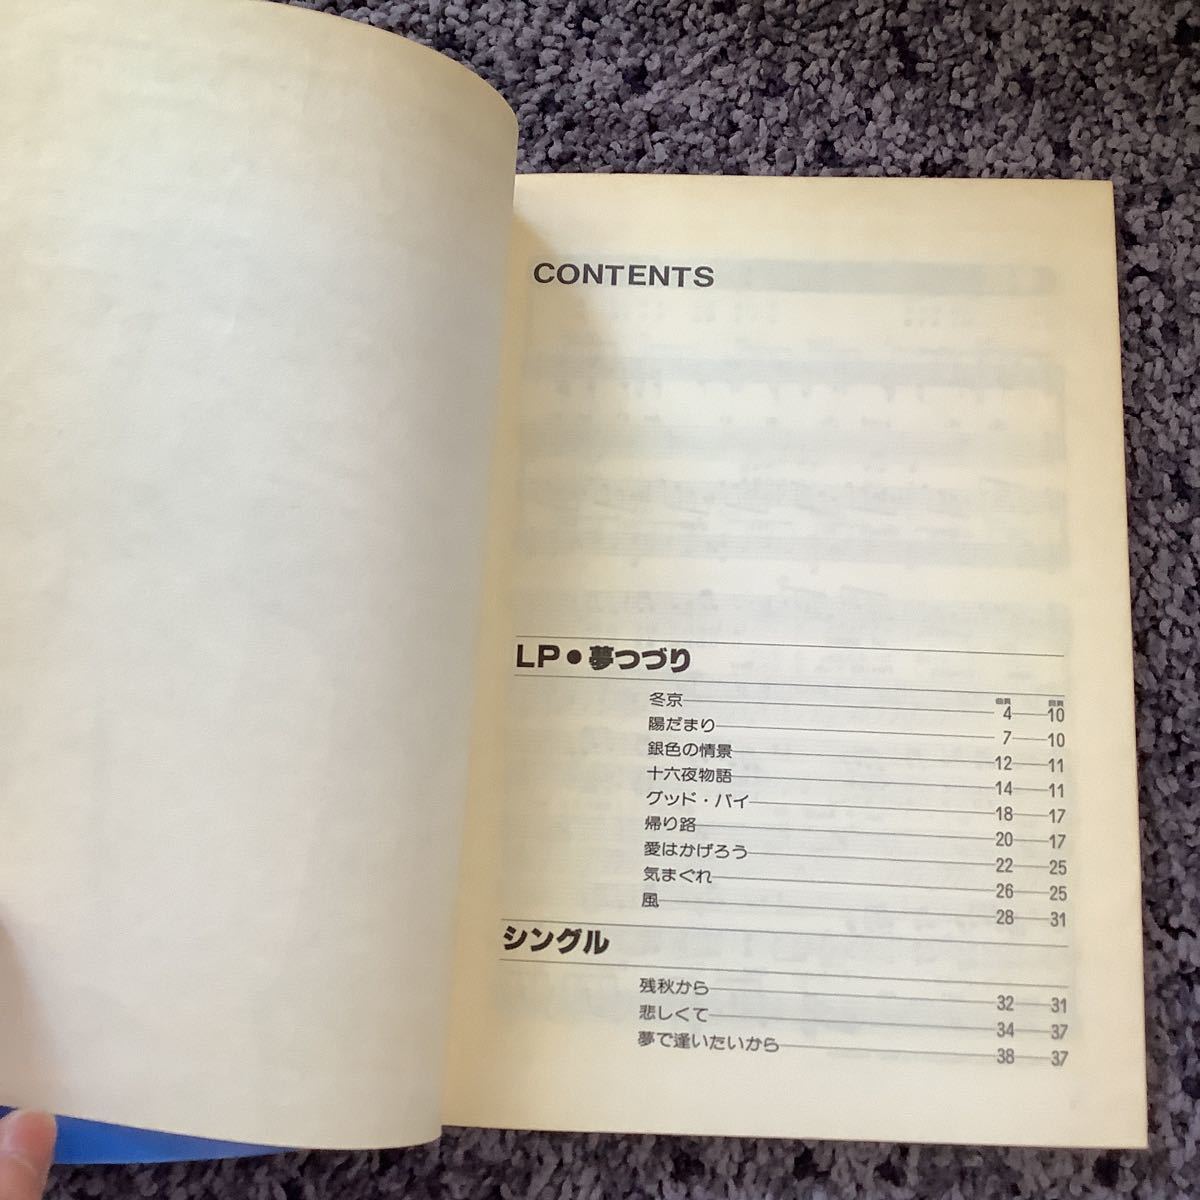 CONTENTS
LP●夢つづり
曲頁 詞頁
冬京 4 10
陽だまり 7 10
銀色の情景 12 11
十六夜物語 14 11
グッド・バイ 18 17
帰り路 20 17
愛はかげろう 22 25
気まぐれ 26 25
風 28 31
シングル
残秋から 32 31
悲しくて 34 37
夢で逢いたいから 38 37